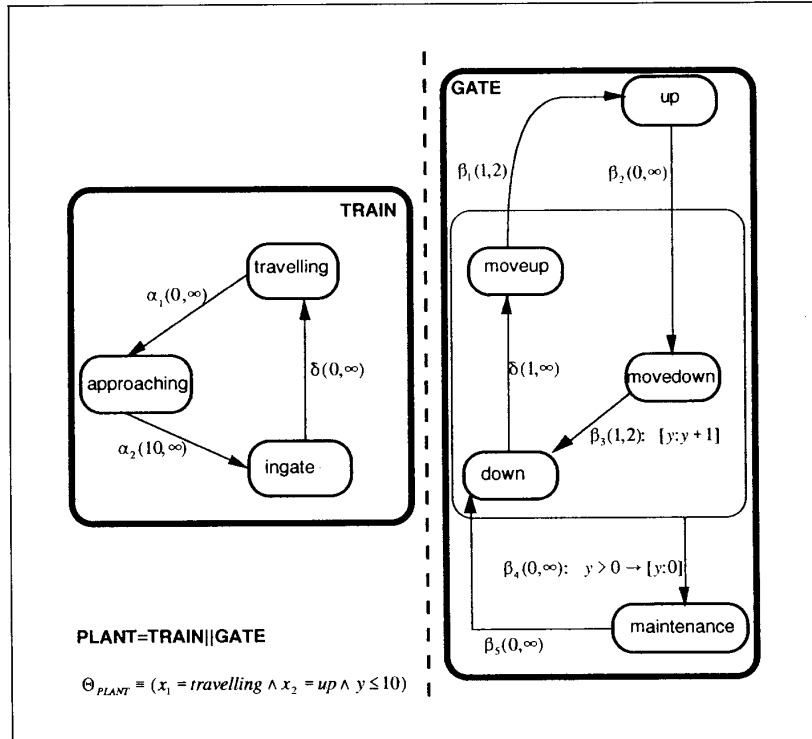 TRAIN
travelling
α₁(0,∞)
approaching
δ(0,∞)
α₂(10,∞)
ingate
GATE
up
β₁(1,2)
β₂(0,∞)
moveup
δ(1,∞)
movedown
β₃(1,2): [y:y+1]
down
β₄(0,∞): y > 0 → [y:0]
maintenance
β₅(0,∞)
PLANT=TRAIN||GATE
Θ_PLANT ≡ (x₁ = travelling ∧ x₂ = up ∧ y ≤ 10)